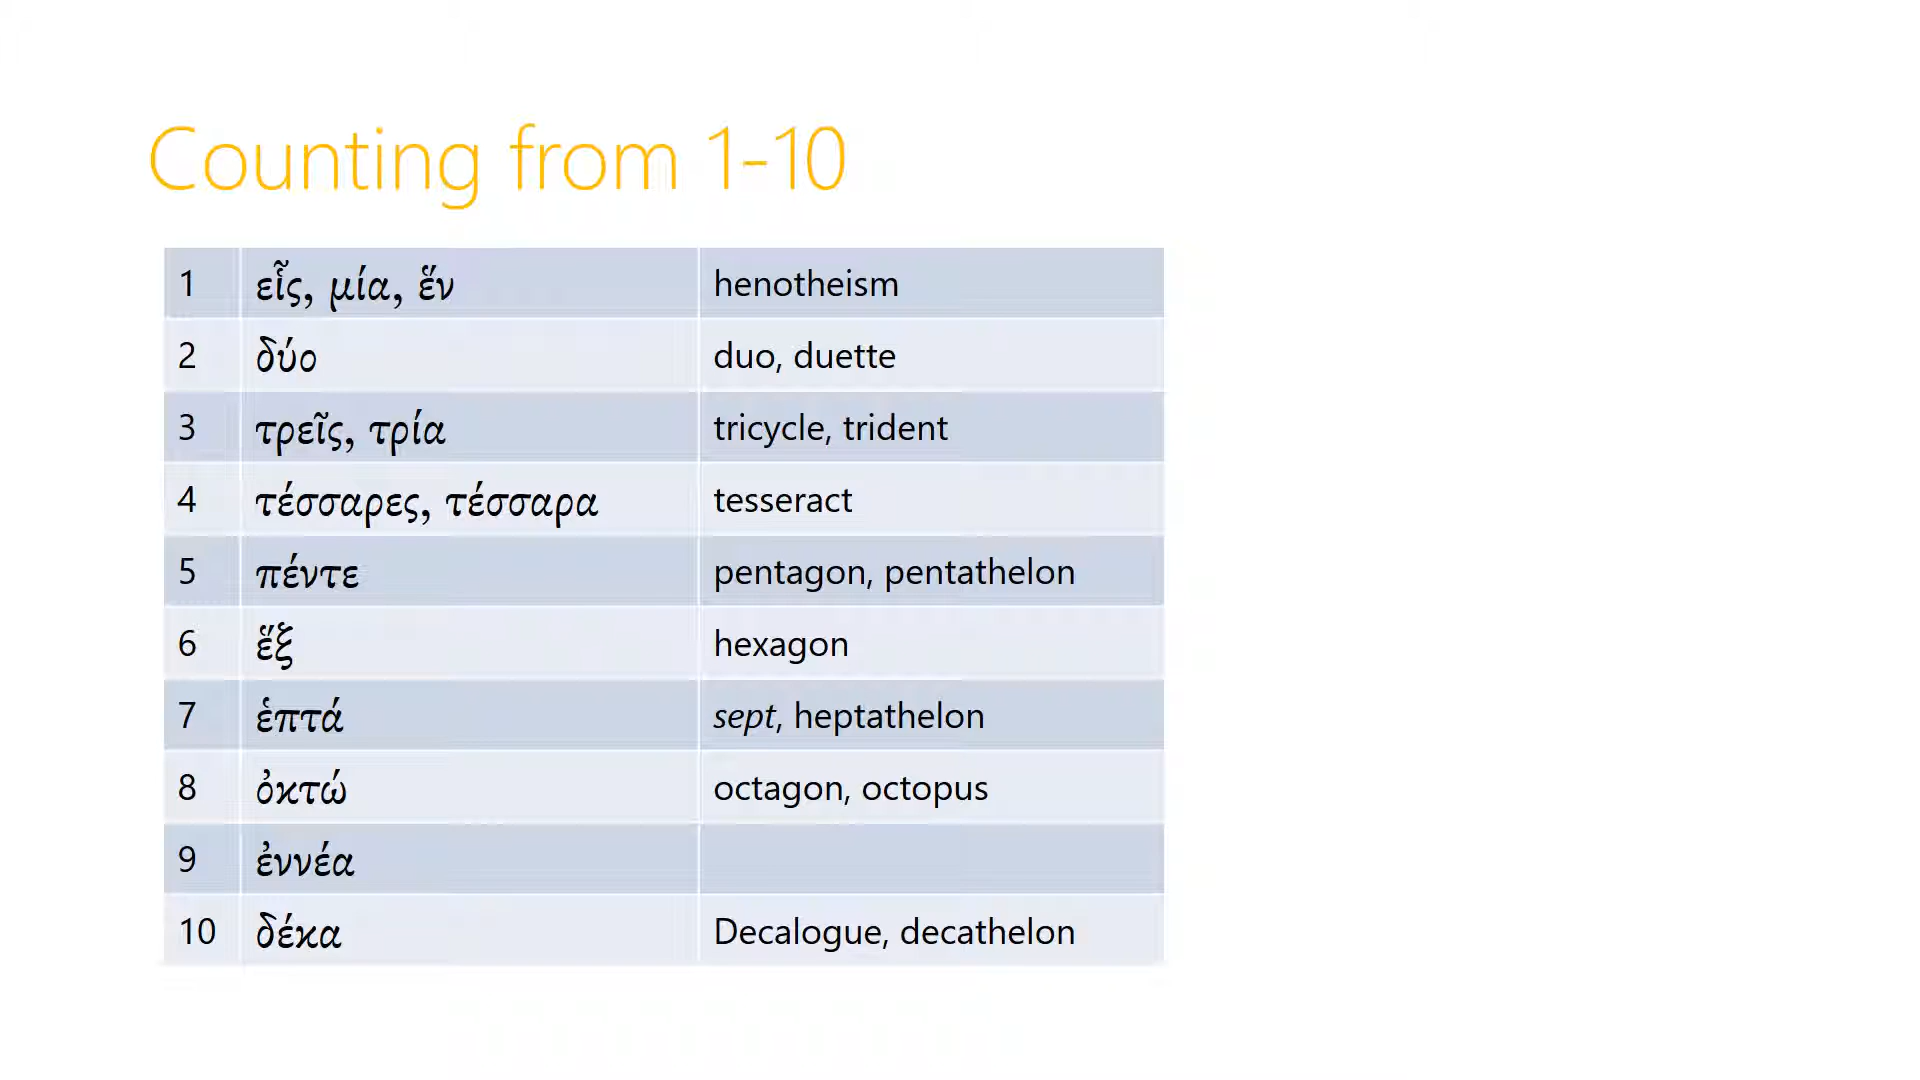 Counting from 1-10
1 εἷς, μία, ἕν henotheism
2 δύο duo, duette
3 τρεῖς, τρία tricycle, trident
4 τέσσαρες, τέσσαρα tesseract
5 πέντε pentagon, pentathelon
6 ἕξ hexagon
7 ἑπτά sept, heptathelon
8 ὀκτώ octagon, octopus
9 ἐννέα
10 δέκα Decalogue, decathelon